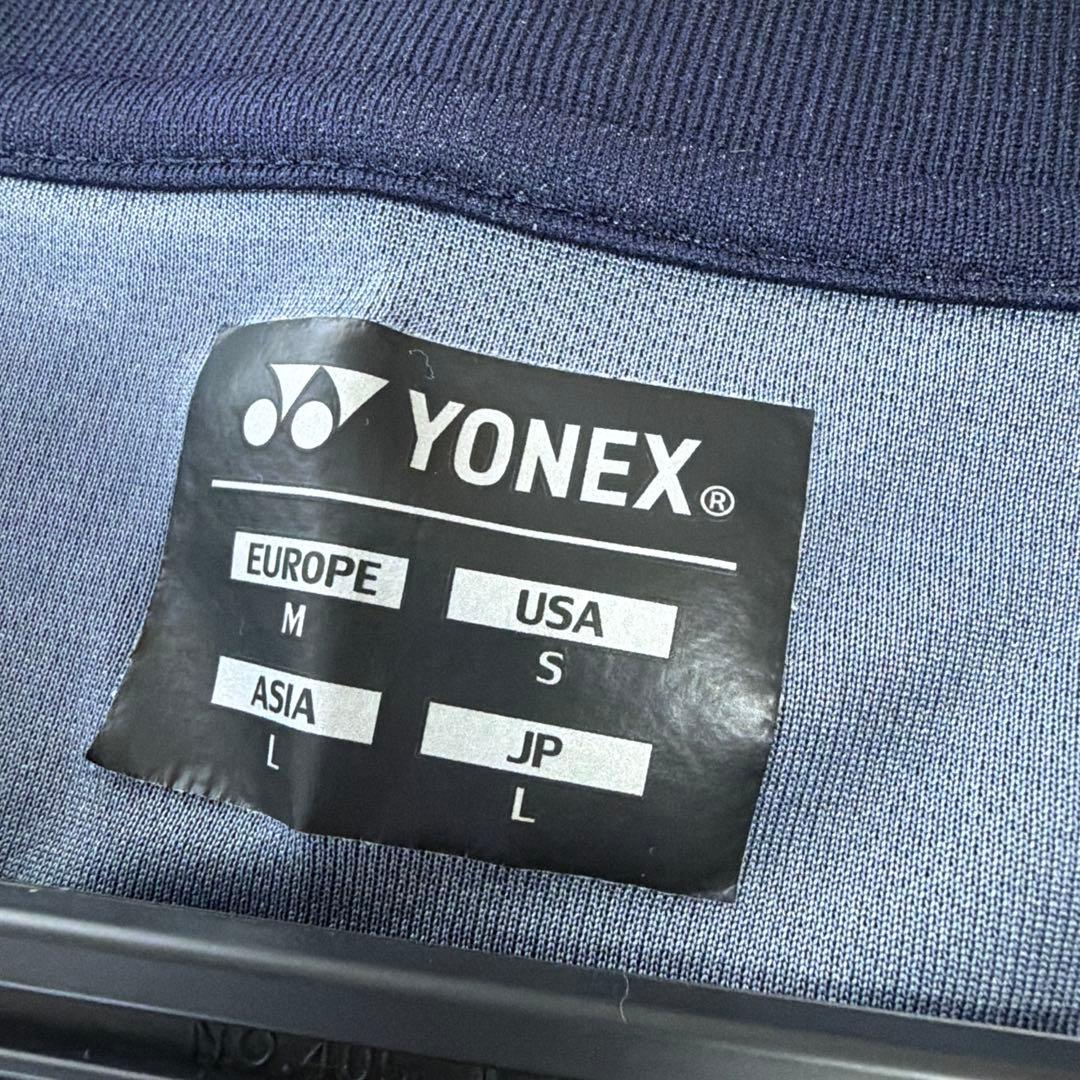 YONEX®
EUROPE USA
M S
ASIA JP
L L